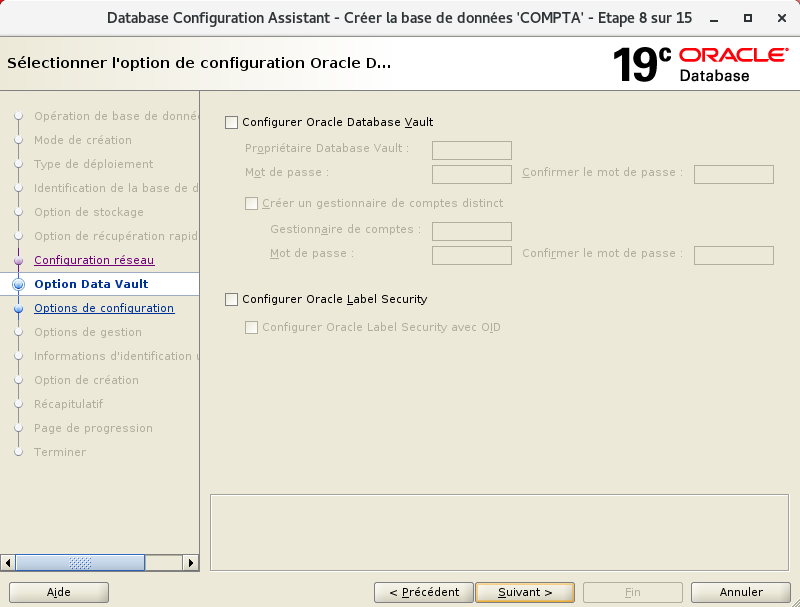 Database Configuration Assistant - Créer la base de données 'COMPTA' - Etape 8 sur 15
Sélectionner l'option de configuration Oracle D...
19c ORACLE
Database
Opération de base de donné
Mode de création
Type de déploiement
Identification de la base de d
Option de stockage
Option de récupération rapid
Configuration réseau
Option Data Vault
Options de configuration
Options de gestion
Informations d'identification u
Option de création
Récapitulatif
Page de progression
Terminer
Configurer Oracle Database Vault
Propriétaire Database Vault :
Mot de passe : Confirmer le mot de passe :
Créer un gestionnaire de comptes distinct
Gestionnaire de comptes :
Mot de passe : Confirmer le mot de passe :
Configurer Oracle Label Security
Configurer Oracle Label Security avec OID
Aide < Précédent Suivant > Fin Annuler